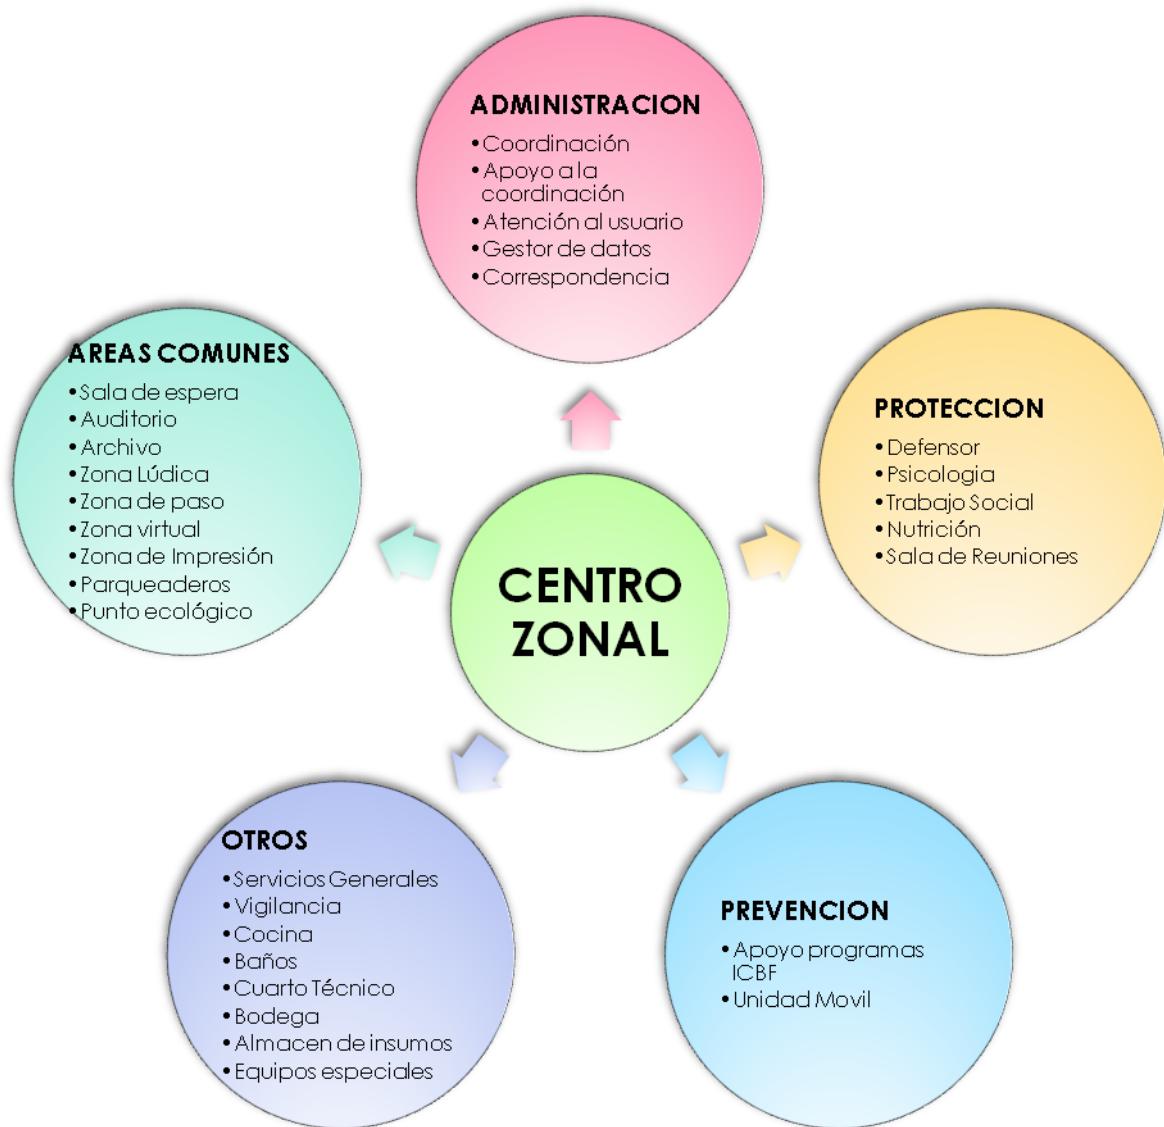 ADMINISTRACION
•Coordinación
•Apoyo a la
coordinación
•Atención al usuario
•Gestor de datos
•Correspondencia
AREAS COMUNES
•Sala de espera
•Auditorio
•Archivo
•Zona Lúdica
•Zona de paso
•Zona virtual
•Zona de Impresión
•Parqueaderos
•Punto ecológico
PROTECCION
•Defensor
•Psicologia
•Trabajo Social
•Nutrición
•Sala de Reuniones
CENTRO
ZONAL
OTROS
•Servicios Generales
•Vigilancia
•Cocina
•Baños
•Cuarto Técnico
•Bodega
•Almacen de insumos
•Equipos especiales
PREVENCION
•Apoyo programas
ICBF
•Unidad Movil